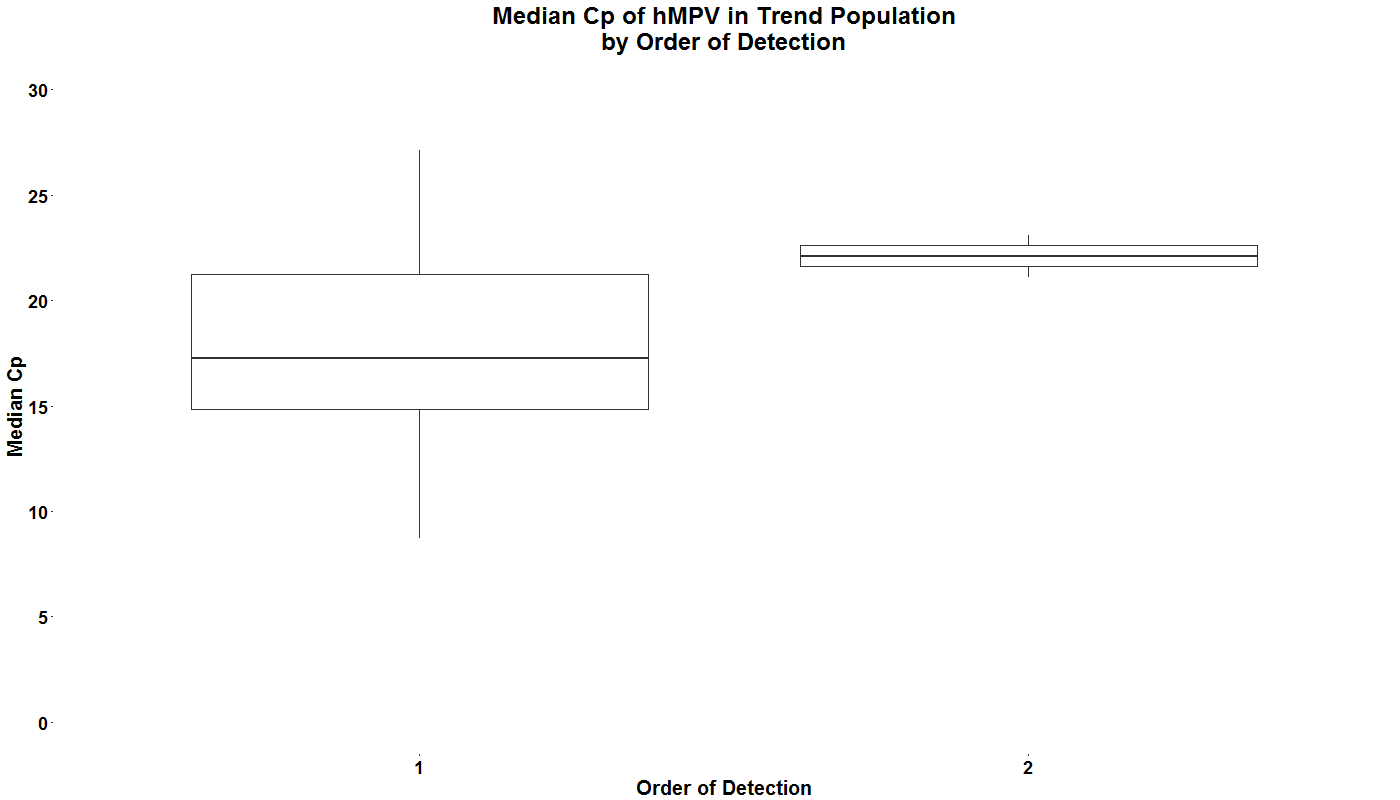 Median Cp of hMPV in Trend Population
by Order of Detection
30
25
20
15
10
5
0
Median Cp
1
2
Order of Detection